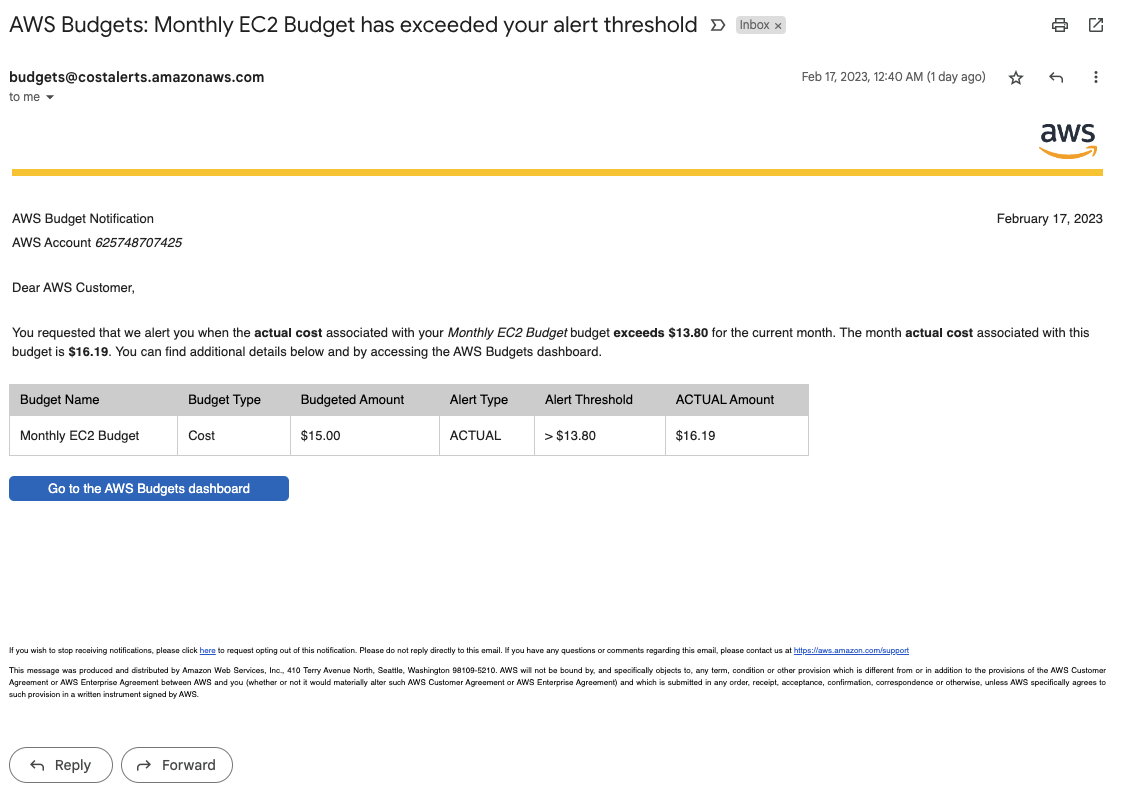 AWS Budgets: Monthly EC2 Budget has exceeded your alert threshold Inbox ×
budgets@costalerts.amazonaws.com Feb 17, 2023, 12:40 AM (1 day ago)
to me
aws
AWS Budget Notification February 17, 2023
AWS Account 625748707425
Dear AWS Customer,
You requested that we alert you when the actual cost associated with your Monthly EC2 Budget budget exceeds $13.80 for the current month. The month actual cost associated with this
budget is $16.19. You can find additional details below and by accessing the AWS Budgets dashboard.
Budget Name Budget Type Budgeted Amount Alert Type Alert Threshold ACTUAL Amount
Monthly EC2 Budget Cost $15.00 ACTUAL > $13.80 $16.19
Go to the AWS Budgets dashboard
If you wish to stop receiving notifications, please click here to request opting out of this notification. Please do not reply directly to this email. If you have any questions or comments regarding this email, please contact us at https://aws.amazon.com/support
This message was produced and distributed by Amazon Web Services, Inc., 410 Terry Avenue North, Seattle, Washington 98109-5210. AWS will not be bound by, and specifically objects to, any term, condition or other provision which is different from or in addition to the provisions of the AWS Customer
Agreement or AWS Enterprise Agreement between AWS and you (whether or not it would materially alter such AWS Customer Agreement or AWS Enterprise Agreement) and which is submitted in any order, receipt, acceptance, confirmation, correspondence or otherwise, unless AWS specifically agrees to
such provision in a written instrument signed by AWS.
Reply Forward